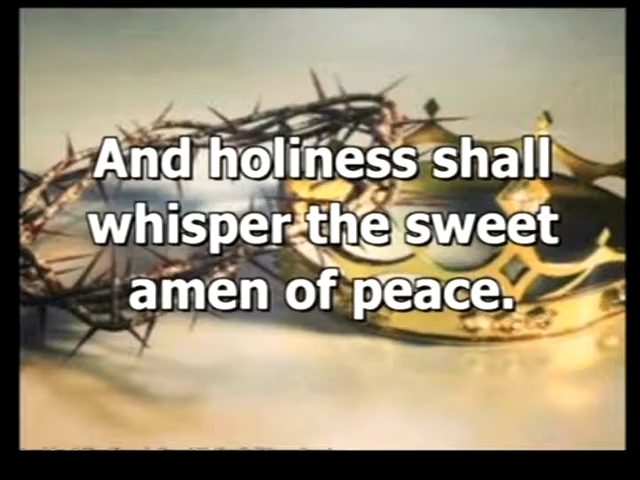 And holiness shall
whisper the sweet
amen of peace.